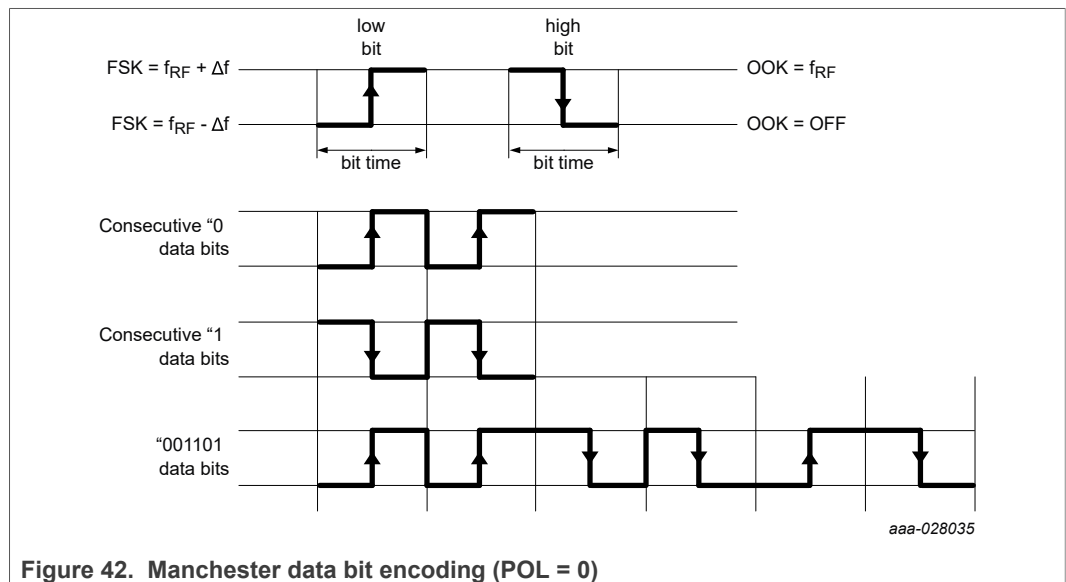 low
bit
high
bit
FSK = fRF + Δf
OOK = fRF
FSK = fRF - Δf
OOK = OFF
bit time
bit time
Consecutive “0
data bits
Consecutive “1
data bits
“001101
data bits
aaa-028035
Figure 42. Manchester data bit encoding (POL = 0)